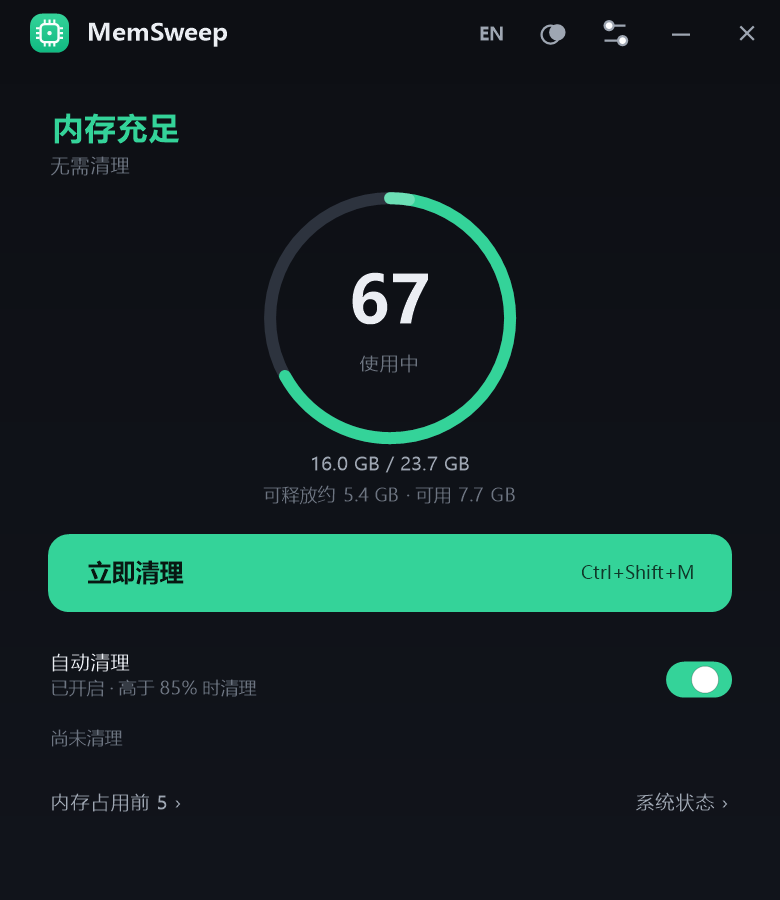 MemSweep EN
内存充足
无需清理
67
使用中
16.0 GB / 23.7 GB
可释放约 5.4 GB · 可用 7.7 GB
立即清理 Ctrl+Shift+M
自动清理
已开启 · 高于 85% 时清理
尚未清理
内存占用前 5 › 系统状态 ›